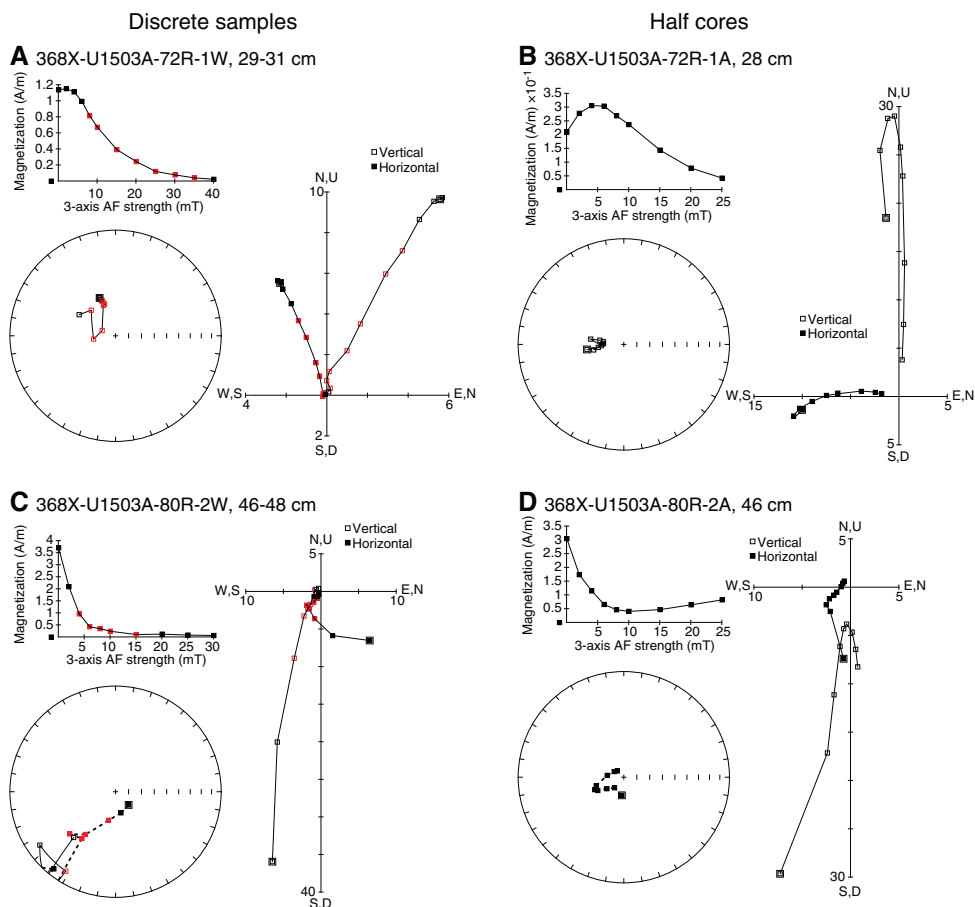 Discrete samples
Half cores
A 368X-U1503A-72R-1W, 29-31 cm
Magnetization (A/m)
1.2
1
0.8
0.6
0.4
0.2
10 20 30 40
3-axis AF strength (mT)
Vertical
Horizontal
N,U
10
W,S
E,N
4
6
2
S,D
B 368X-U1503A-72R-1A, 28 cm
Magnetization (A/m) ×10-1
3.5
3
2.5
2
1.5
1
0.5
5 10 15 20 25
3-axis AF strength (mT)
N,U
30
Vertical
Horizontal
W,S
E,N
15
5
5
S,D
C 368X-U1503A-80R-2W, 46-48 cm
Magnetization (A/m)
4
3.5
3
2.5
2
1.5
1
0.5
5 10 15 20 25 30
3-axis AF strength (mT)
Vertical
Horizontal
N,U
5
W,S
E,N
10
10
40
S,D
D 368X-U1503A-80R-2A, 46 cm
Magnetization (A/m)
3.5
3
2.5
2
1.5
1
0.5
5 10 15 20 25
3-axis AF strength (mT)
Vertical
Horizontal
N,U
5
W,S
E,N
10
5
30
S,D